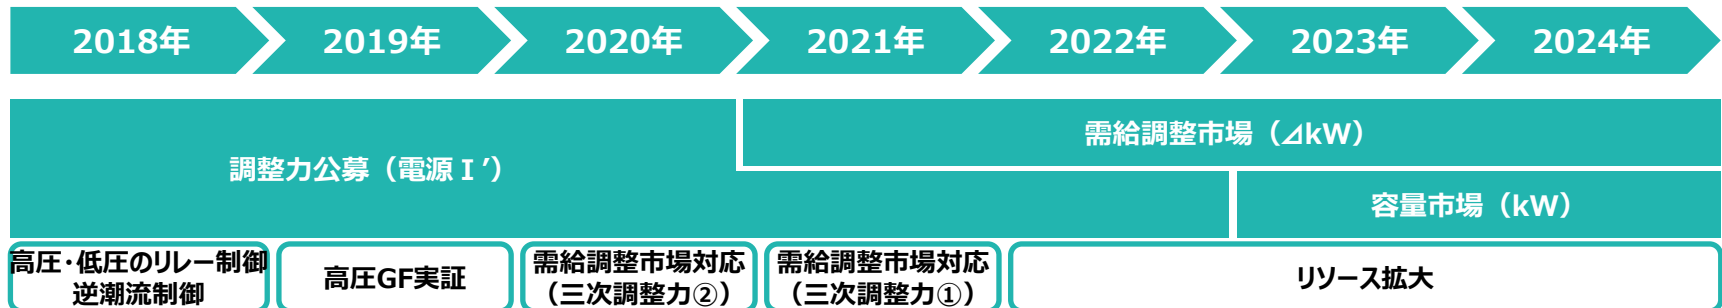 2018年
2019年
2020年
2021年
2022年
2023年
2024年
調整力公募（電源Ⅰ′）
需給調整市場（⊿kW）
容量市場（kW）
高圧・低圧のリレー制御
逆潮流制御
高圧GF実証
需給調整市場対応
（三次調整力②）
需給調整市場対応
（三次調整力①）
リソース拡大